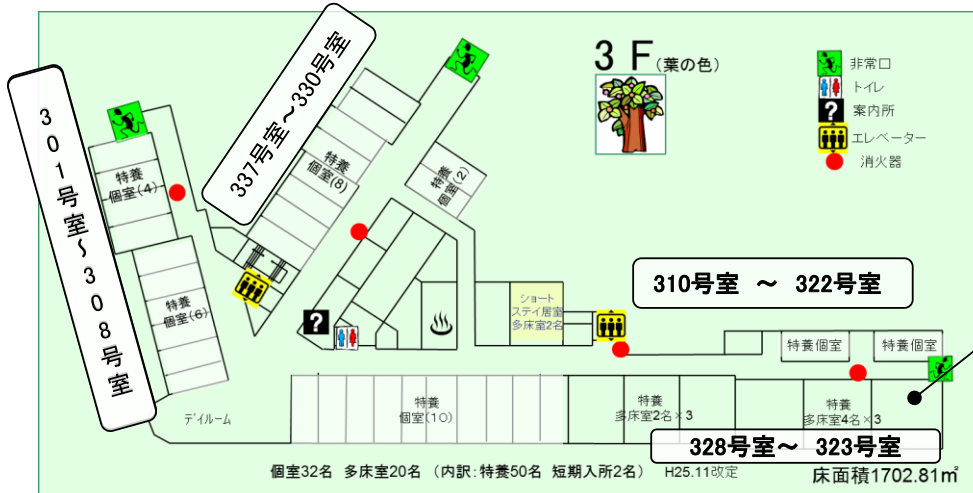 3 F(葉の色)
非常口
トイレ
?
案内所
エレベーター
消火器
301号室~308号室
337号室~330号室
特養
個室(4)
特養
個室(8)
特養
個室(2)
特養
個室(6)
?
ショート
ステイ居室
多床室2名
310号室 ~ 322号室
特養個室
特養個室
デイルーム
特養
個室(10)
特養
多床室2名×3
特養
多床室4名×3
328号室~ 323号室
個室32名 多床室20名 (内訳:特養50名 短期入所2名) H25.11改定
床面積1702.81㎡